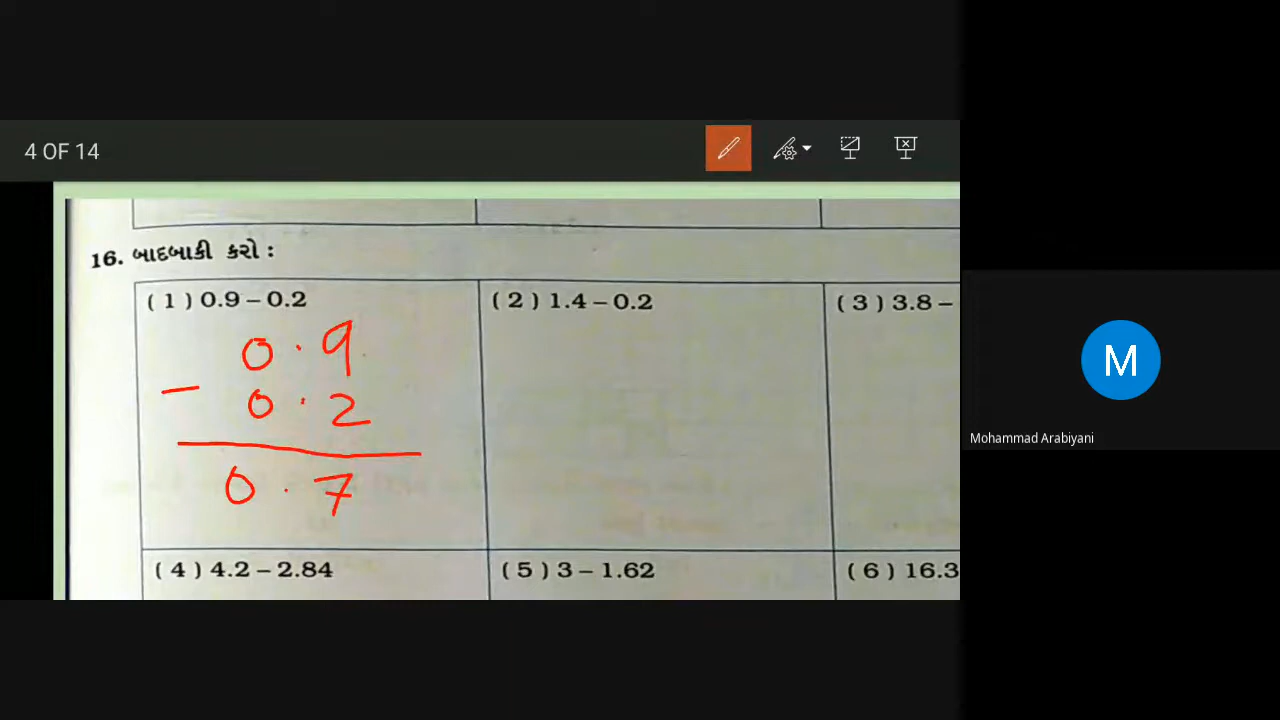 4 OF 14
16. બાદબાકી કરો :
( 1 ) 0.9 – 0.2
( 2 ) 1.4 – 0.2
( 3 ) 3.8 –
0.9
– 0.2
0.7
M
Mohammad Arabiyani
( 4 ) 4.2 – 2.84
( 5 ) 3 – 1.62
( 6 ) 16.3